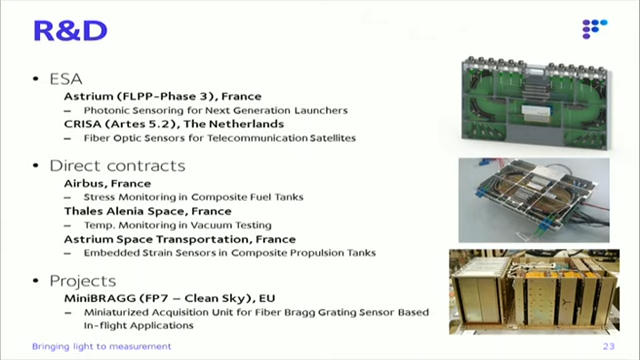 R&D
• ESA
Astrium (FLPP-Phase 3), France
– Photonic Sensoring for Next Generation Launchers
CRISA (Artes 5.2), The Netherlands
– Fiber Optic Sensors for Telecommunication Satellites
• Direct contracts
Airbus, France
– Stress Monitoring in Composite Fuel Tanks
Thales Alenia Space, France
– Temp. Monitoring in Vacuum Testing
Astrium Space Transportation, France
– Embedded Strain Sensors in Composite Propulsion Tanks
• Projects
MiniBRAGG (FP7 – Clean Sky), EU
– Miniaturized Acquisition Unit for Fiber Bragg Grating Sensor Based
In-flight Applications
Bringing light to measurement
23